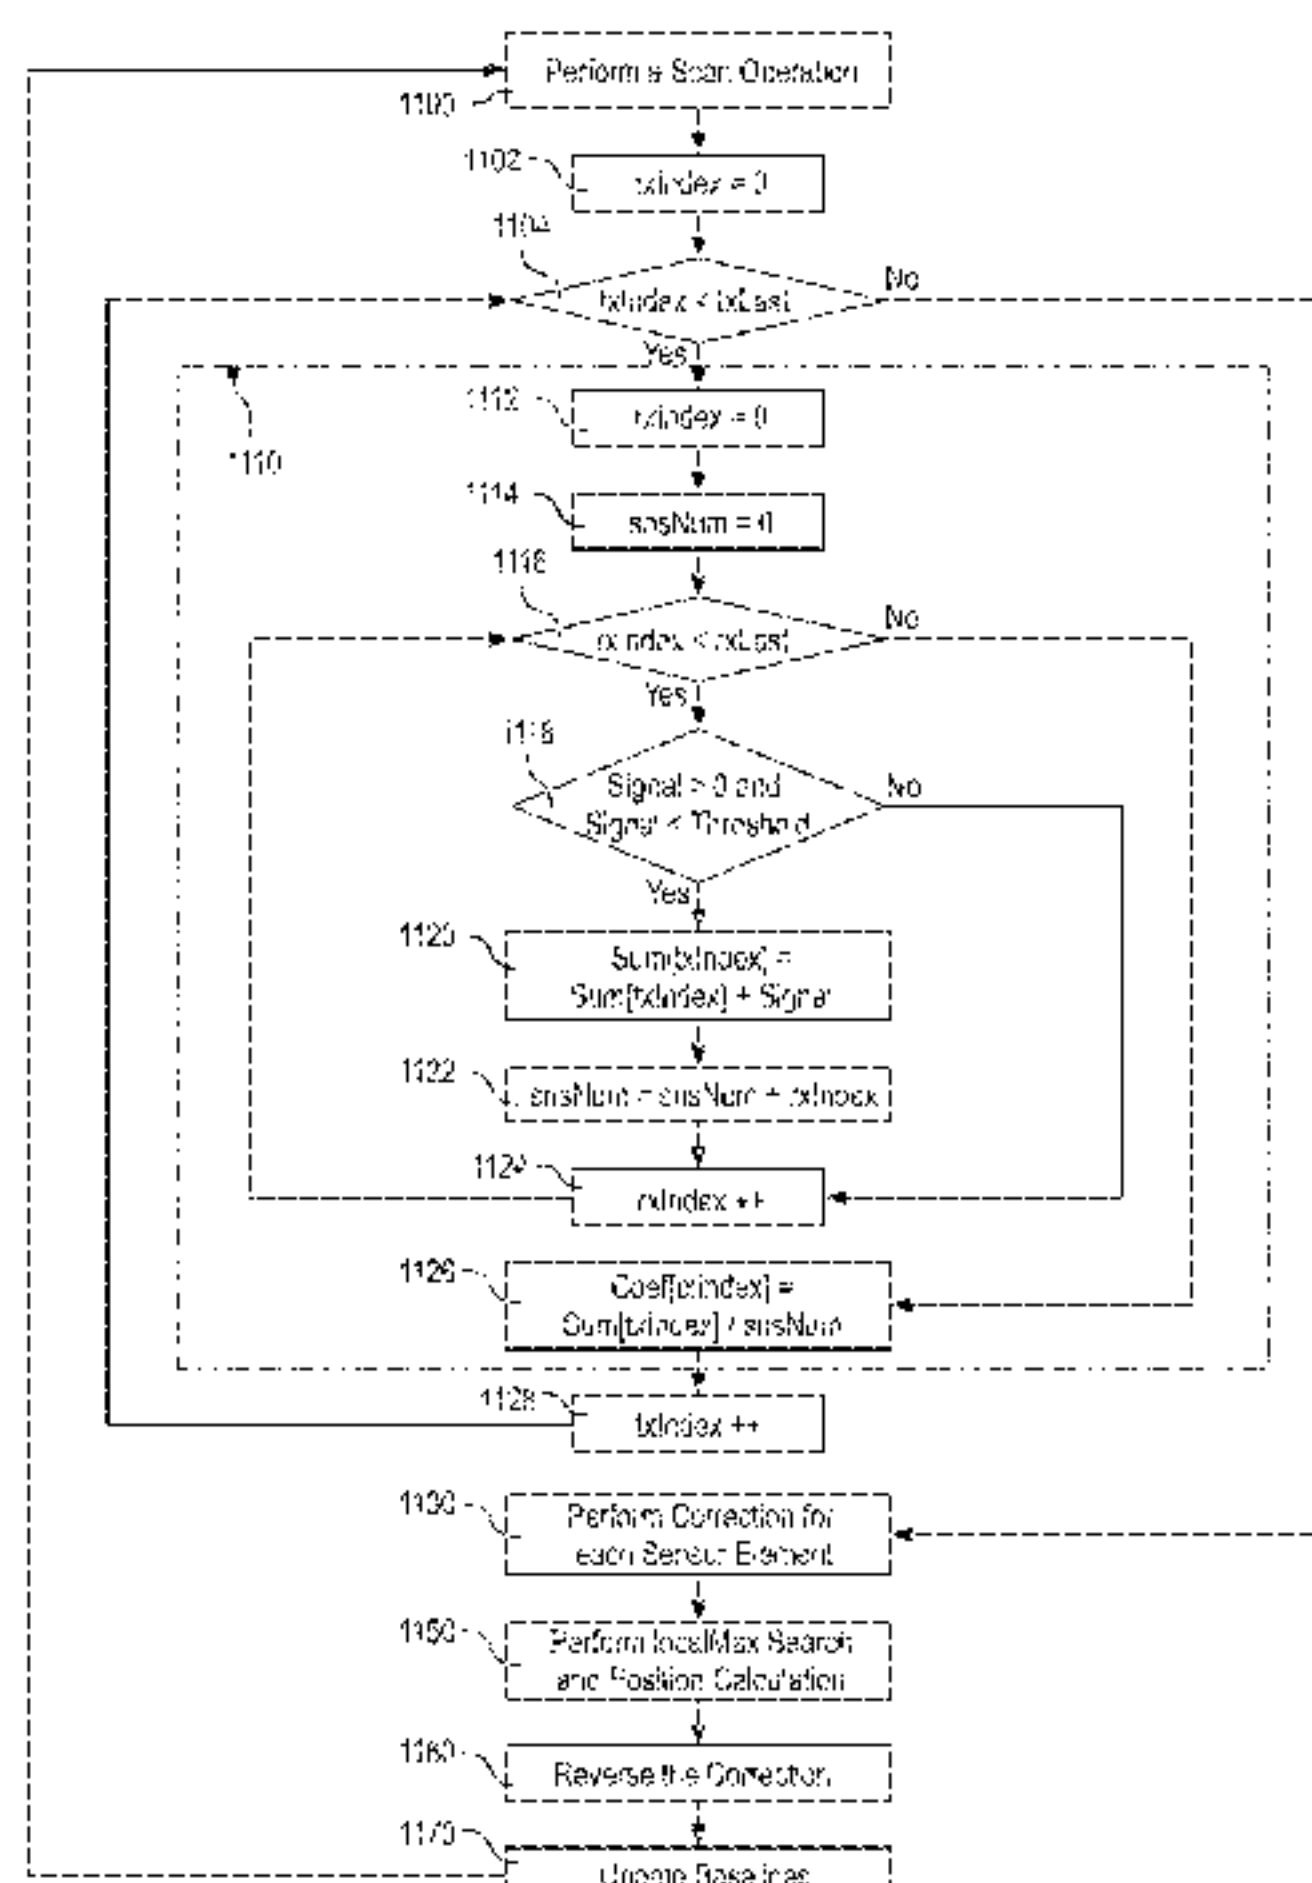 Perform a Scan Operation
1100
1102
txIndex = 0
1104
txIndex < txLast
No
Yes
1110
1112
rxIndex = 0
1114
snsNum = 0
1116
rxIndex < rxLast
No
Yes
1118
Signal > 0 and
Signal < Threshold
No
Yes
1120
Sum[txIndex] =
Sum[txIndex] + Signal
1122
snsNum = snsNum + rxIndex
1124
rxIndex ++
1126
Coef[txIndex] =
Sum[txIndex] / snsNum
1128
txIndex ++
1130
Perform Correction for
each Sensor Element
1150
Perform localMax Search
and Position Calculation
1160
Reverse the Correction
1170
Update Baselines